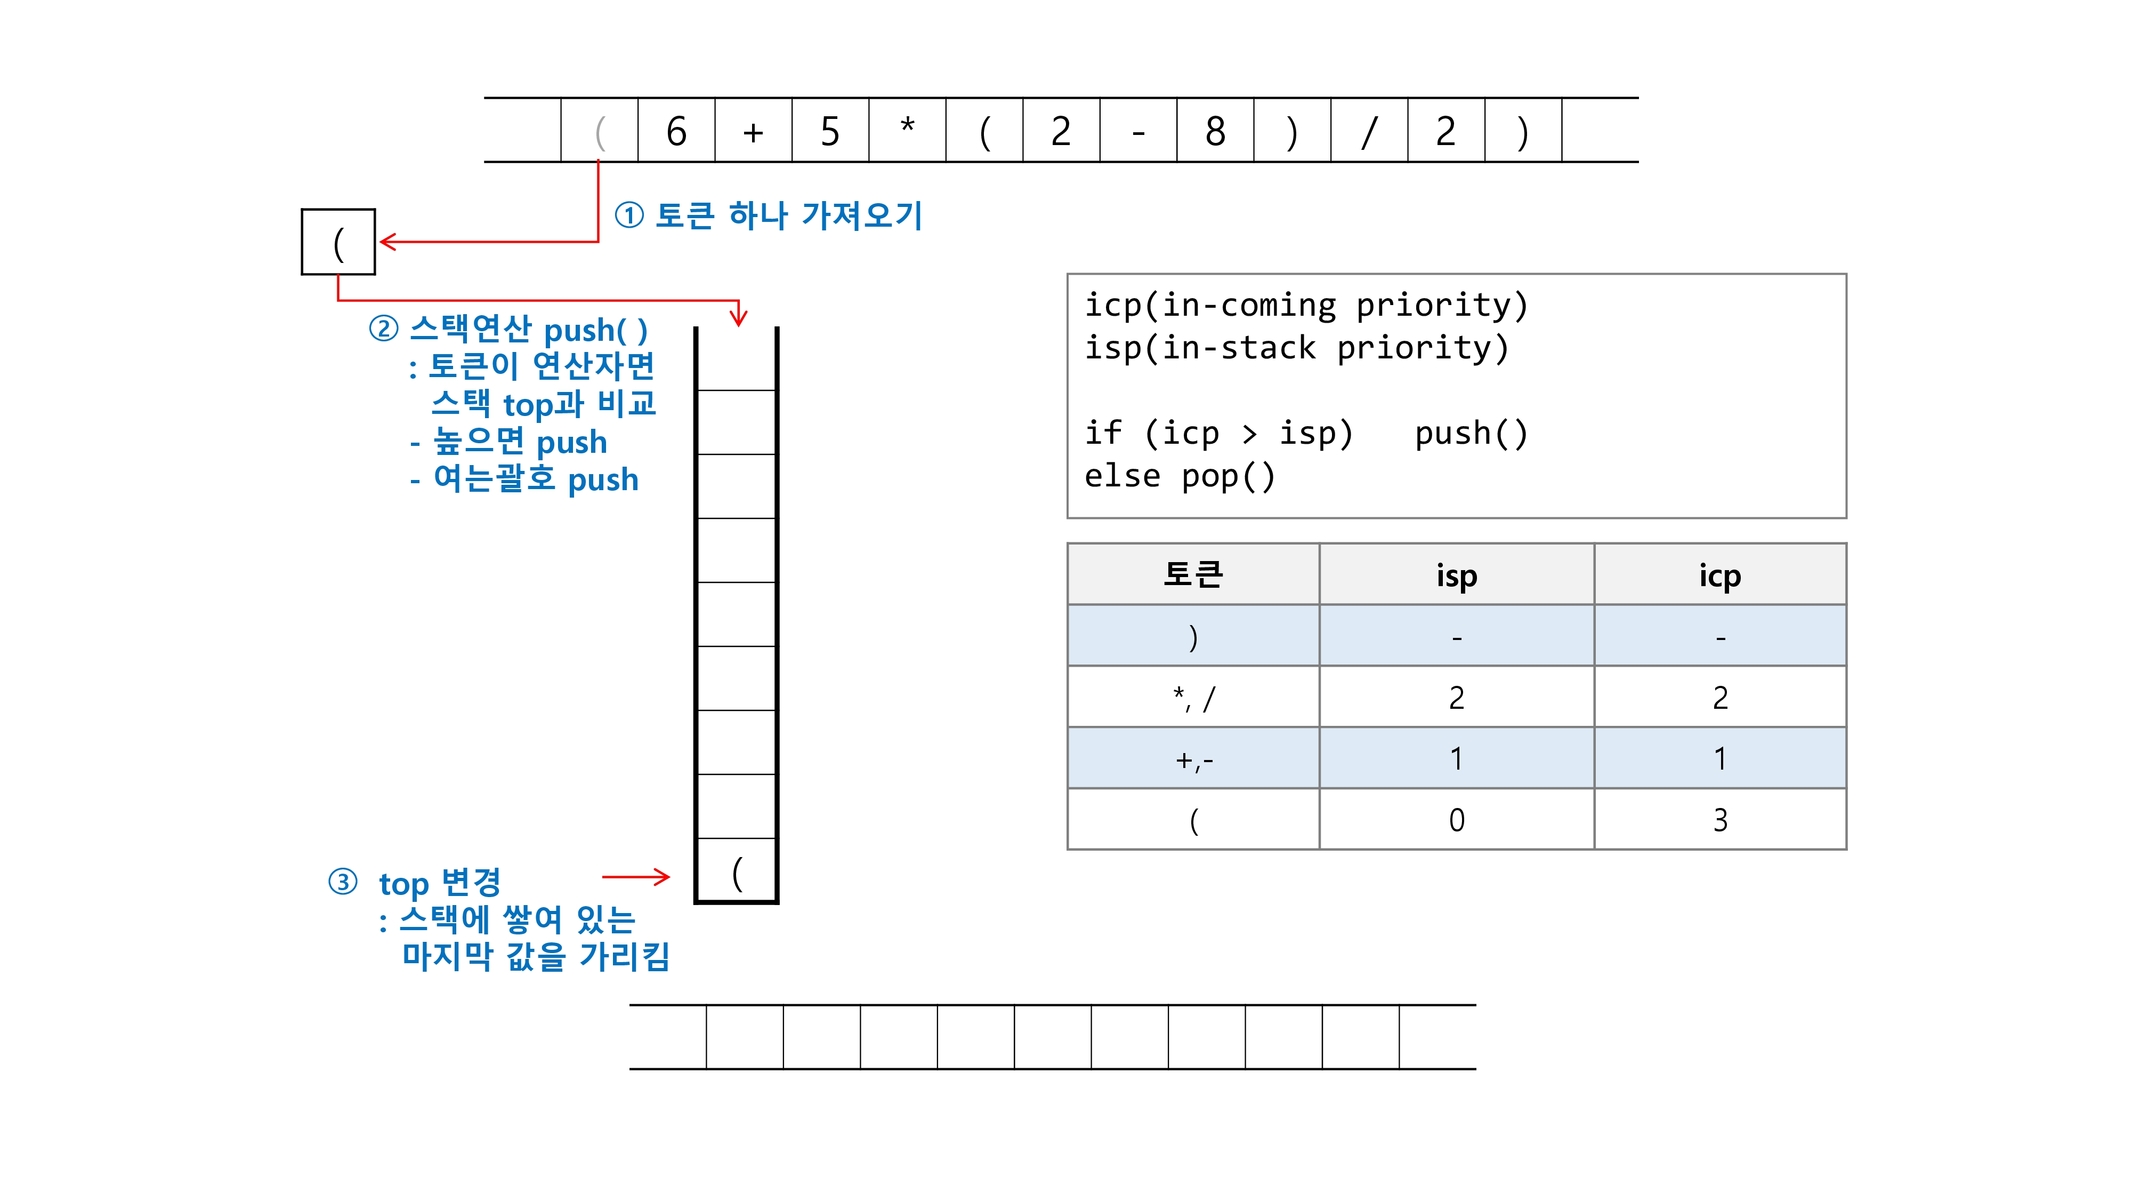 ( 6 + 5 * ( 2 - 8 ) / 2 )
① 토큰 하나 가져오기
(
② 스택연산 push( )
: 토큰이 연산자면
스택 top과 비교
- 높으면 push
- 여는괄호 push
icp(in-coming priority)
isp(in-stack priority)
if (icp > isp) push()
else pop()
토큰 isp icp
) - -
*, / 2 2
+,- 1 1
( 0 3
(
③ top 변경
: 스택에 쌓여 있는
마지막 값을 가리킴